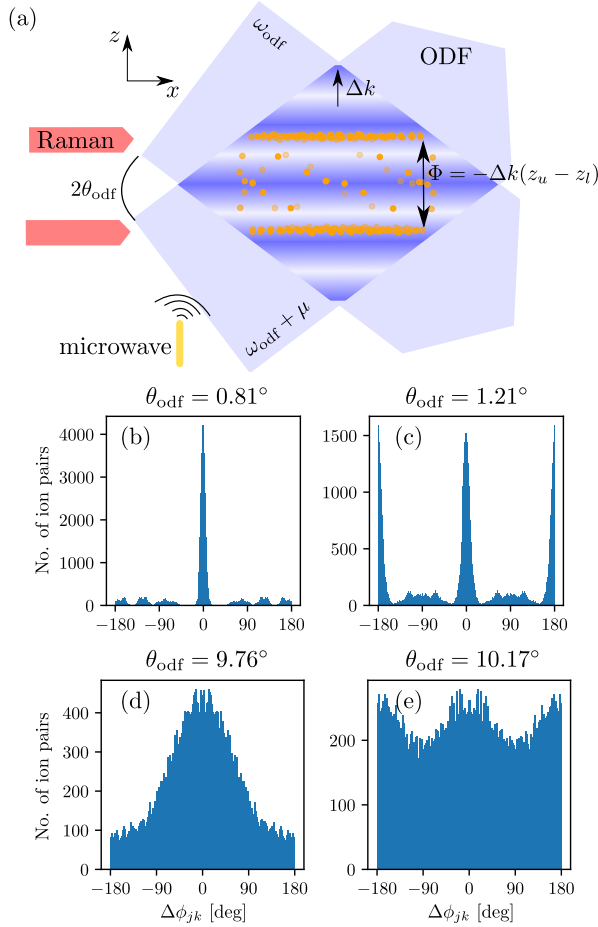 (a)
z
x
ω_odf
ODF
Δk
Raman
Φ = −Δk(z_u − z_l)
2θ_odf
ω_odf + μ
microwave
θ_odf = 0.81°
θ_odf = 1.21°
(b)
(c)
No. of ion pairs
4000
3000
2000
1000
0
−180 −90 0 90 180
1500
1000
500
0
−180 −90 0 90 180
θ_odf = 9.76°
θ_odf = 10.17°
(d)
(e)
No. of ion pairs
400
300
200
100
0
−180 −90 0 90 180
Δϕ_jk [deg]
200
100
0
−180 −90 0 90 180
Δϕ_jk [deg]